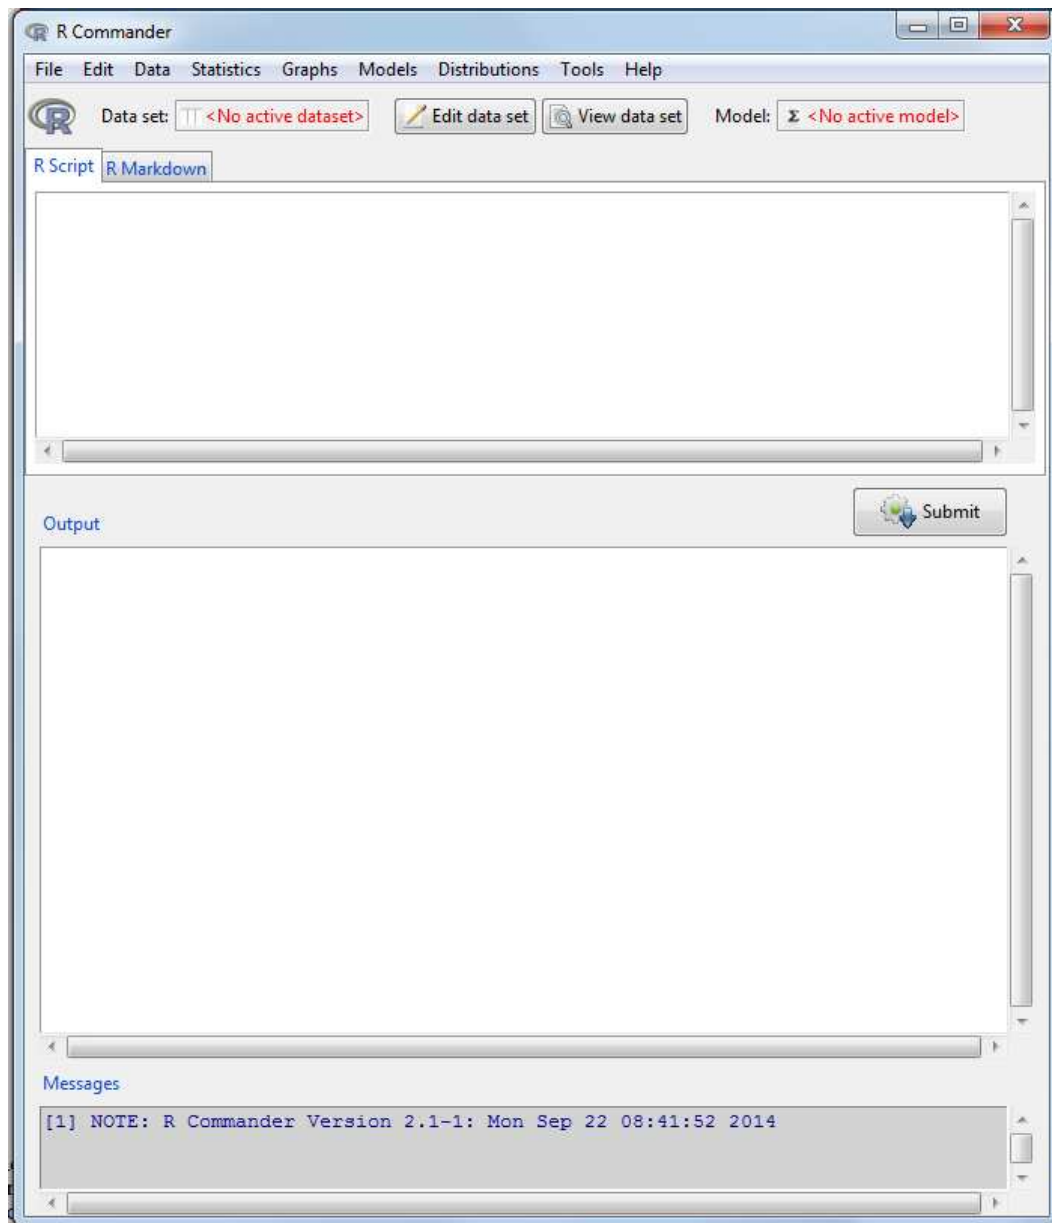 R Commander
File Edit Data Statistics Graphs Models Distributions Tools Help
R Data set: <No active dataset> Edit data set View data set Model: Σ <No active model>
R Script R Markdown
Submit
Output
Messages
[1] NOTE: R Commander Version 2.1-1: Mon Sep 22 08:41:52 2014